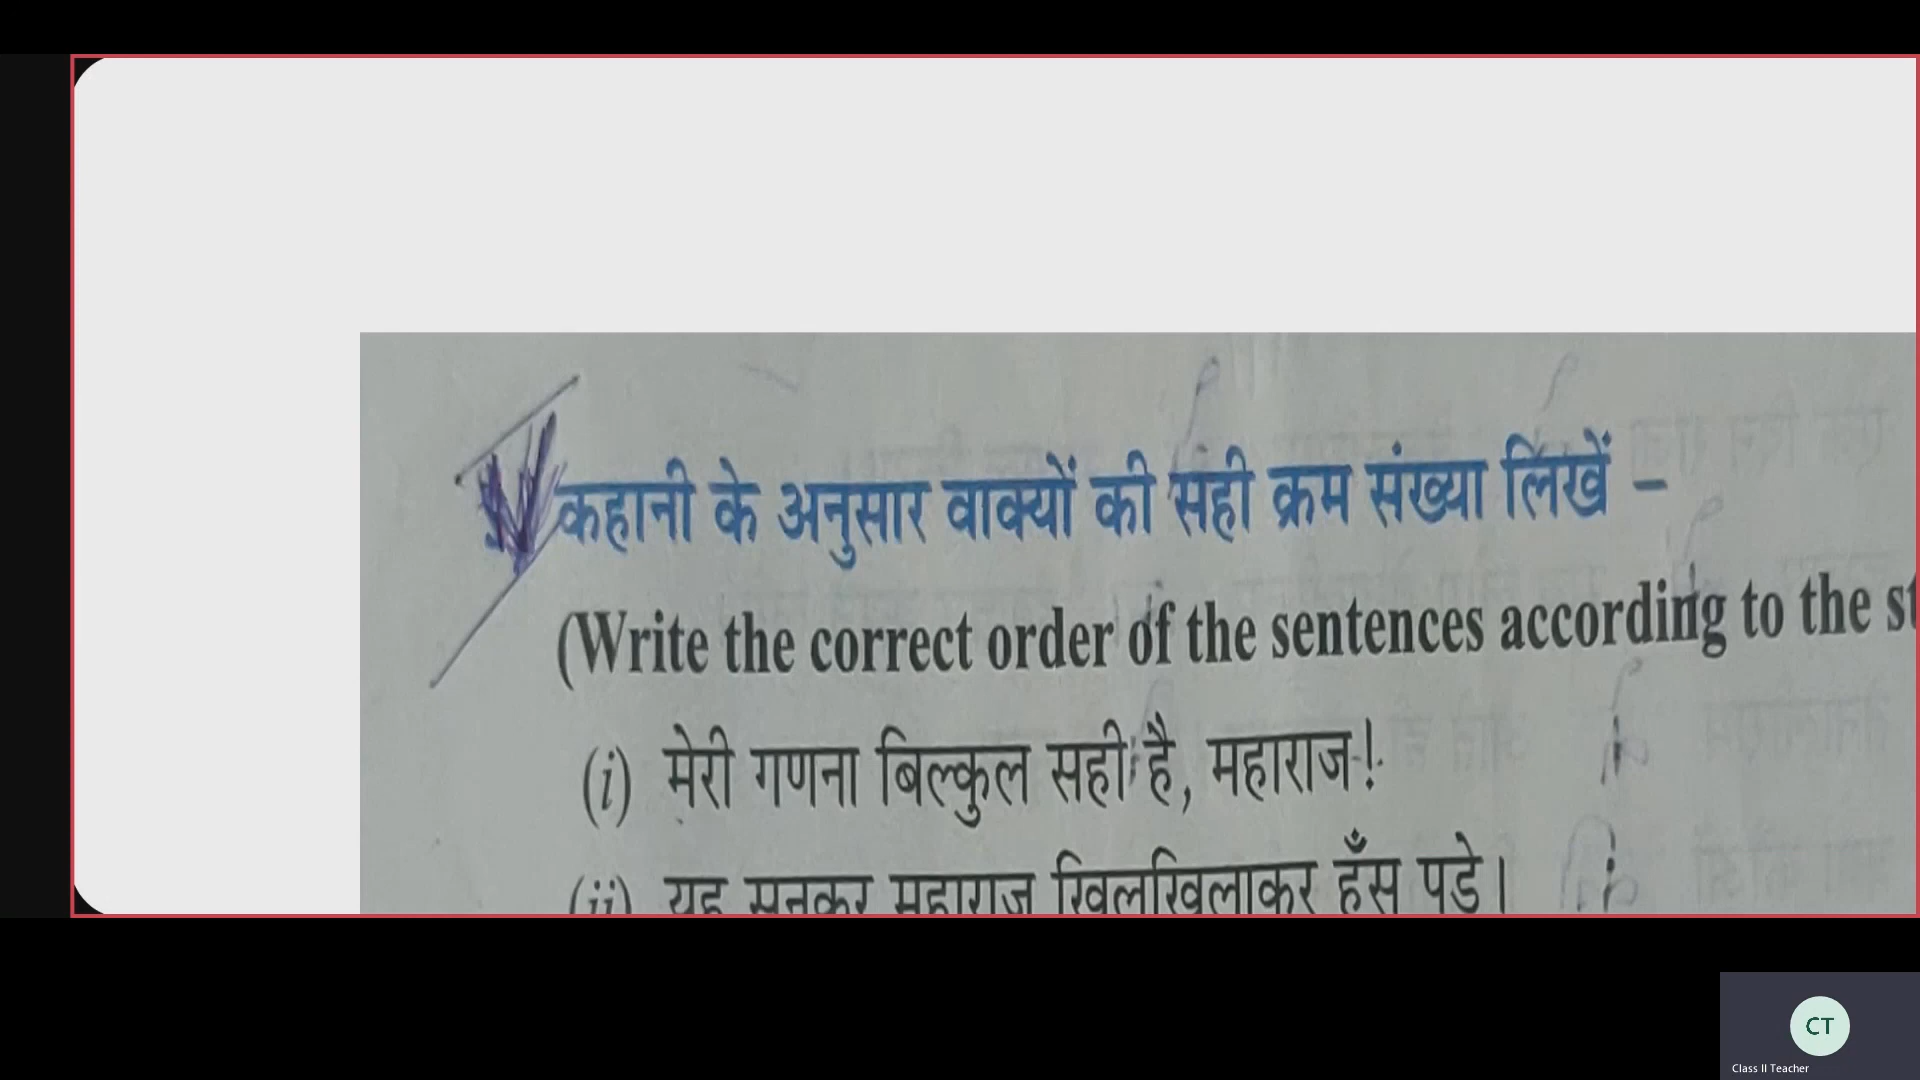 कहानी के अनुसार वाक्यों की सही क्रम संख्या लिखें –
(Write the correct order of the sentences according to the
(i) मेरी गणना बिल्कुल सही है, महाराज!
(ii) यह सुनकर महाराज खिलखिलाकर हँस पड़े।
CT
Class II Teacher